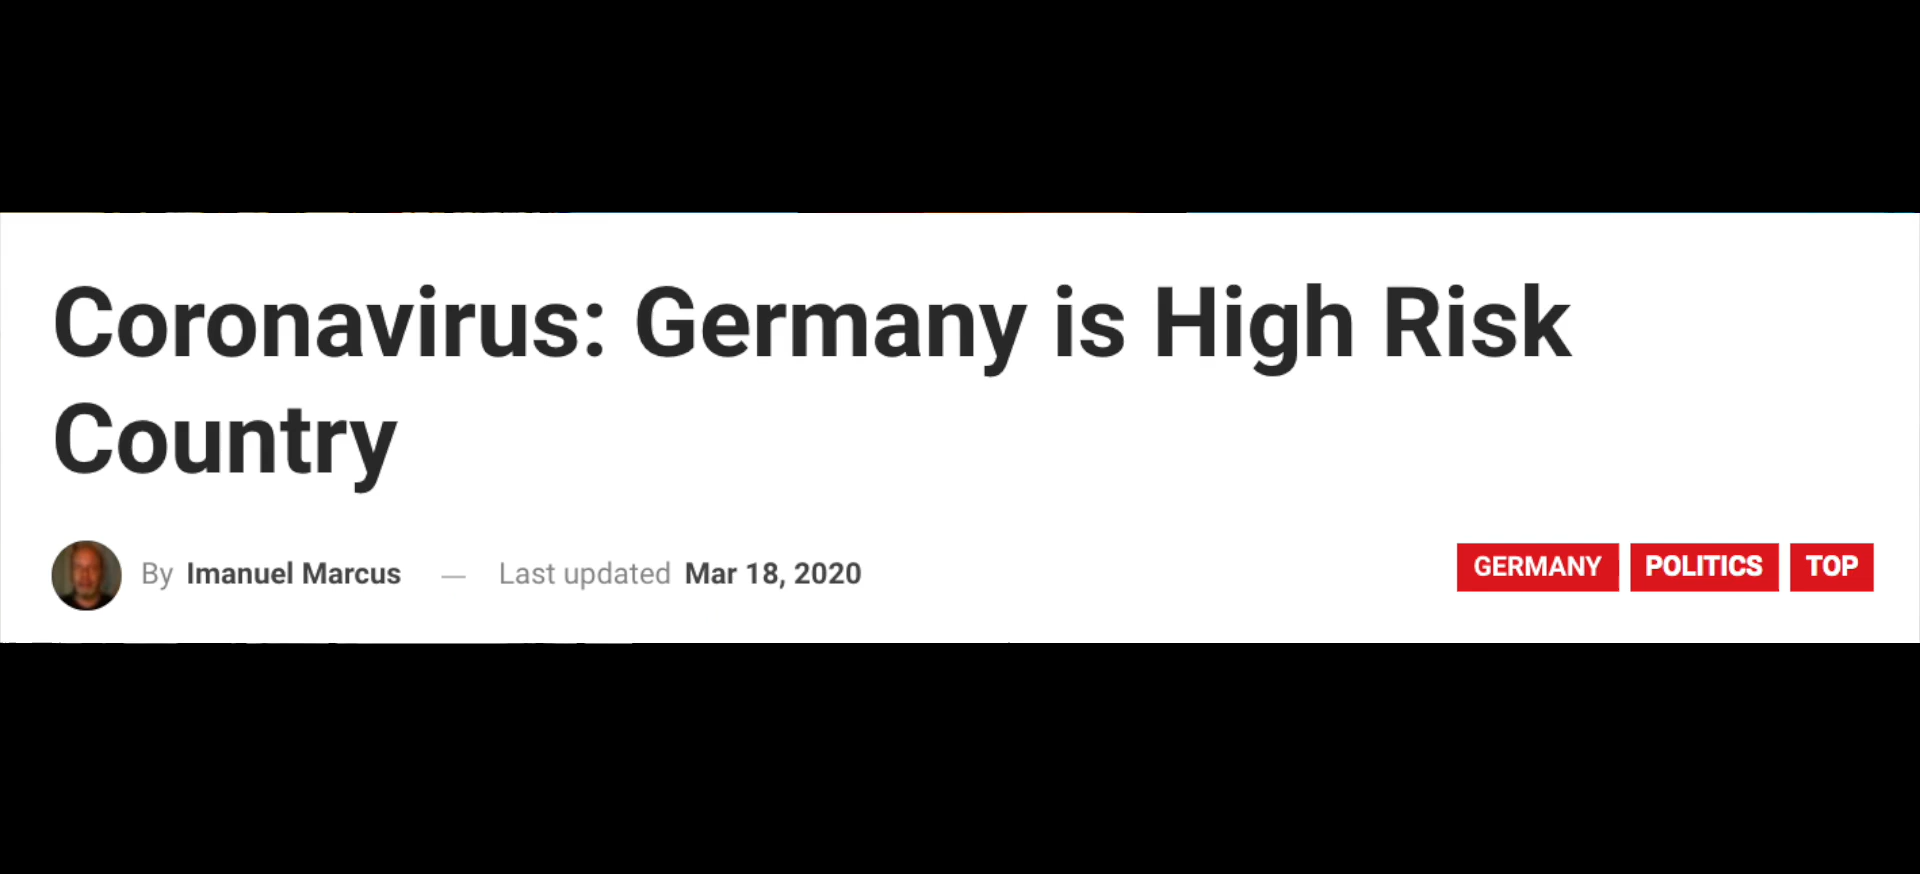 Coronavirus: Germany is High Risk
Country
By Imanuel Marcus — Last updated Mar 18, 2020 GERMANY POLITICS TOP